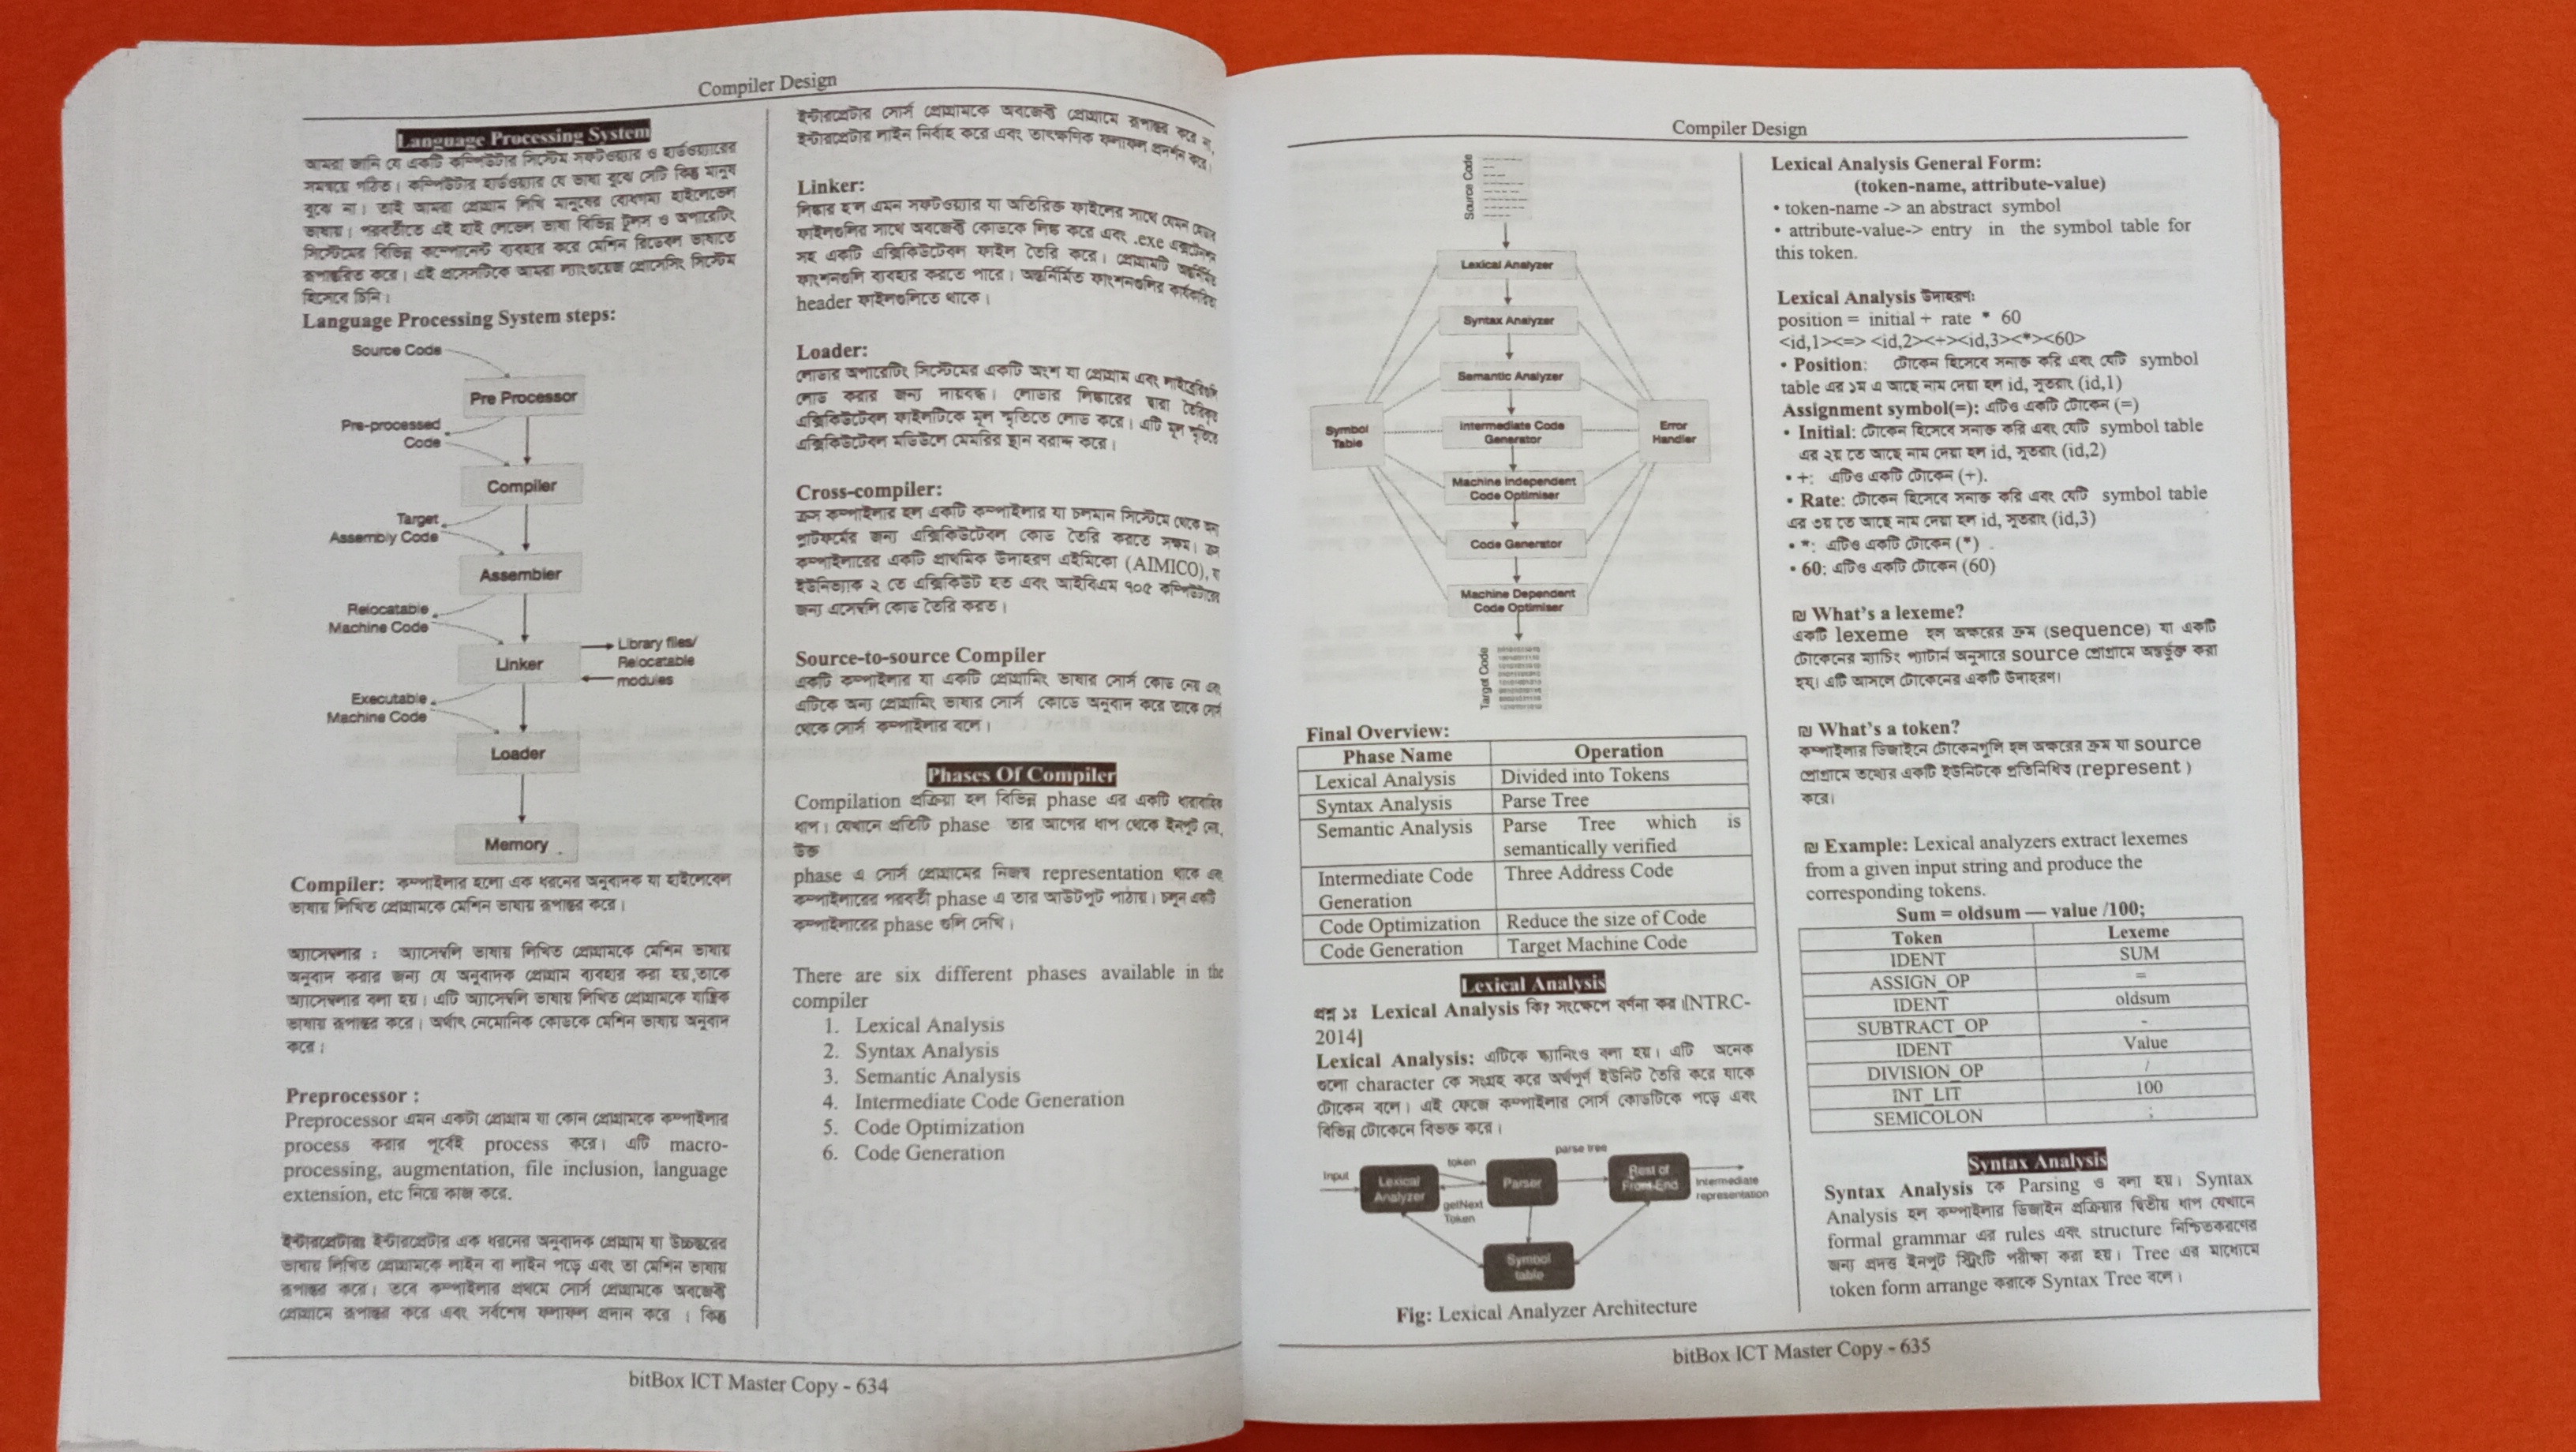 Compiler Design
Language Processing System
আমরা জানি যে একটি কম্পিউটার সিস্টেম সফটওয়্যার ও হার্ডওয়্যারের
সমন্বয়ে গঠিত। কম্পিউটার হার্ডওয়্যার যে ভাষা বুঝে সেটি কিন্তু মানুষ
বুঝে না। তাই আমরা প্রোগ্রাম লিখি মানুষের বোধগম্য হাইলেভেল
ভাষায়। পরবর্তীতে এই হাই লেভেল ভাষা বিভিন্ন টুলস ও অপারেটিং
সিস্টেমের বিভিন্ন কম্পোনেন্ট ব্যবহার করে মেশিন রিডেবল ভাষাতে
রূপান্তরিত করে। এই প্রসেসটিকে আমরা ল্যাংগুয়েজ প্রোসেসিং সিস্টেম
হিসেবে চিনি।
Language Processing System steps:
Source Code
Pre Processor
Pre-processed
Code
Compiler
Target
Assembly Code
Assembler
Relocatable
Machine Code
Linker
Library files/
Relocatable
modules
Executable
Machine Code
Loader
Memory
Compiler: কম্পাইলার হলো এক ধরনের অনুবাদক যা হাইলেবেল
ভাষায় লিখিত প্রোগ্রামকে মেশিন ভাষায় রূপান্তর করে।
অ্যাসেম্বলার : অ্যাসেম্বলি ভাষায় লিখিত প্রোগ্রামকে মেশিন ভাষায়
অনুবাদ করার জন্য যে অনুবাদক প্রোগ্রাম ব্যবহার করা হয়,তাকে
অ্যাসেম্বলার বলা হয়। এটি অ্যাসেম্বলি ভাষায় লিখিত প্রোগ্রামকে যান্ত্রিক
ভাষায় রূপান্তর করে। অর্থাৎ নেমোনিক কোডকে মেশিন ভাষায় অনুবাদ
করে।
Preprocessor :
Preprocessor এমন একটা প্রোগ্রাম যা কোন প্রোগ্রামকে কম্পাইলার
process করার পূর্বেই process করে। এটি macro-
processing, augmentation, file inclusion, language
extension, etc নিয়ে কাজ করে.
ইন্টারপ্রেটারঃ ইন্টারপ্রেটার এক ধরনের অনুবাদক প্রোগ্রাম যা উচ্চস্তরের
ভাষায় লিখিত প্রোগ্রামকে লাইন বা লাইন পড়ে এবং তা মেশিন ভাষায়
রূপান্তর করে। তবে কম্পাইলার প্রথমে সোর্স প্রোগ্রামকে অবজেক্ট
প্রোগ্রামে রূপান্তর করে এবং সর্বশেষ ফলাফল প্রদান করে । কিন্তু
ইন্টারপ্রেটার সোর্স প্রোগ্রামকে অবজেক্ট প্রোগ্রামে রূপান্তর করে না,
ইন্টারপ্রেটার লাইন নির্বাহ করে এবং তাৎক্ষণিক ফলাফল প্রদর্শন করে।
Linker:
লিঙ্কার হল এমন সফটওয়্যার যা অতিরিক্ত ফাইলের সাথে যেমন হেডার
ফাইলগুলির সাথে অবজেক্ট কোডকে লিঙ্ক করে এবং .exe এক্সটেনশন
সহ একটি এক্সিকিউটেবল ফাইল তৈরি করে। প্রোগ্রামটি অন্তর্নির্মিত
ফাংশনগুলি ব্যবহার করতে পারে। অন্তর্নির্মিত ফাংশনগুলির কার্যকারিতা
header ফাইলগুলিতে থাকে।
Loader:
লোডার অপারেটিং সিস্টেমের একটি অংশ যা প্রোগ্রাম এবং লাইব্রেরিগুলি
লোড করার জন্য দায়বদ্ধ। লোডার লিঙ্কারের দ্বারা তৈরিকৃত
এক্সিকিউটেবল ফাইলটিকে মূল স্মৃতিতে লোড করে। এটি মূল স্মৃতিতে
এক্সিকিউটেবল মডিউলে মেমরির স্থান বরাদ্দ করে।
Cross-compiler:
ক্রস কম্পাইলার হল একটি কম্পাইলার যা চলমান সিস্টেমে থেকে অন্য
প্লাটফর্মের জন্য এক্সিকিউটেবল কোড তৈরি করতে সক্ষম। ক্রস
কম্পাইলারের একটি প্রাথমিক উদাহরণ এইমিকো (AIMICO), যা
ইউনিভ্যাক ২ তে এক্সিকিউট হত এবং আইবিএম ৭০৫ কম্পিউটারের
জন্য এসেম্বলি কোড তৈরি করত।
Source-to-source Compiler
একটি কম্পাইলার যা একটি প্রোগ্রামিং ভাষার সোর্স কোড নেয় এবং
এটিকে অন্য প্রোগ্রামিং ভাষার সোর্স কোডে অনুবাদ করে তাকে সোর্স
থেকে সোর্স কম্পাইলার বলে।
Phases Of Compiler
Compilation প্রক্রিয়া হল বিভিন্ন phase এর একটি ধারাবাহিক
ধাপ। যেখানে প্রতিটি phase তার আগের ধাপ থেকে ইনপুট নেয়,
উক্ত
phase এ সোর্স প্রোগ্রামের নিজস্ব representation থাকে এবং
কম্পাইলারের পরবর্তী phase এ তার আউটপুট পাঠায়। চলুন একটি
কম্পাইলারের phase গুলি দেখি।
There are six different phases available in the
compiler
1. Lexical Analysis
2. Syntax Analysis
3. Semantic Analysis
4. Intermediate Code Generation
5. Code Optimization
6. Code Generation
bitBox ICT Master Copy - 634
Compiler Design
Source Code
Lexical Analyzer
Syntax Analyzer
Semantic Analyzer
Symbol
Table
Intermediate Code
Generator
Error
Handler
Machine Independent
Code Optimiser
Code Generator
Machine Dependent
Code Optimiser
Target Code
Final Overview:
Phase Name Operation
Lexical Analysis Divided into Tokens
Syntax Analysis Parse Tree
Semantic Analysis Parse Tree which is
semantically verified
Intermediate Code Three Address Code
Generation
Code Optimization Reduce the size of Code
Code Generation Target Machine Code
Lexical Analysis
প্রশ্ন ১ঃ Lexical Analysis কি? সংক্ষেপে বর্ণনা কর।[NTRC-
2014]
Lexical Analysis: এটিকে স্ক্যানিংও বলা হয়। এটি অনেক
গুলো character কে সংগ্রহ করে অর্থপূর্ণ ইউনিট তৈরি করে যাকে
টোকেন বলে। এই ফেজে কম্পাইলার সোর্স কোডটিকে পড়ে এবং
বিভিন্ন টোকেনে বিভক্ত করে।
Input
Lexical
Analyzer
token
getNext
Token
Parser
parse tree
Rest of
Front-End
Intermediate
representation
Symbol
table
Fig: Lexical Analyzer Architecture
Lexical Analysis General Form:
(token-name, attribute-value)
• token-name -> an abstract symbol
• attribute-value-> entry in the symbol table for
this token.
Lexical Analysis উদাহরণঃ
position = initial + rate * 60
<id,1><=> <id,2><+><id,3><*><60>
• Position: টোকেন হিসেবে সনাক্ত করি এবং যেটি symbol
table এর ১ম এ আছে নাম দেয়া হল id, সুতরাং (id,1)
Assignment symbol(=): এটিও একটি টোকেন (=)
• Initial: টোকেন হিসেবে সনাক্ত করি এবং যেটি symbol table
এর ২য় তে আছে নাম দেয়া হল id, সুতরাং (id,2)
• +: এটিও একটি টোকেন (+).
• Rate: টোকেন হিসেবে সনাক্ত করি এবং যেটি symbol table
এর ৩য় তে আছে নাম দেয়া হল id, সুতরাং (id,3)
• *: এটিও একটি টোকেন (*) .
• 60: এটিও একটি টোকেন (60)
₪ What's a lexeme?
একটি lexeme হল অক্ষরের ক্রম (sequence) যা একটি
টোকেনের ম্যাচিং প্যাটার্ন অনুসারে source প্রোগ্রামে অন্তর্ভুক্ত করা
হয়। এটি আসলে টোকেনের একটি উদাহরণ।
₪ What's a token?
কম্পাইলার ডিজাইনে টোকেনগুলি হল অক্ষরের ক্রম যা source
প্রোগ্রামে তথ্যের একটি ইউনিটকে প্রতিনিধিত্ব (represent )
করে।
₪ Example: Lexical analyzers extract lexemes
from a given input string and produce the
corresponding tokens.
Sum = oldsum — value /100;
Token Lexeme
IDENT SUM
ASSIGN_OP =
IDENT oldsum
SUBTRACT_OP -
IDENT Value
DIVISION_OP /
INT_LIT 100
SEMICOLON ;
Syntax Analysis
Syntax Analysis কে Parsing ও বলা হয়। Syntax
Analysis হল কম্পাইলার ডিজাইন প্রক্রিয়ার দ্বিতীয় ধাপ যেখানে
formal grammar এর rules এবং structure নিশ্চিতকরণের
জন্য প্রদত্ত ইনপুট স্ট্রিংটি পরীক্ষা করা হয়। Tree এর মাধ্যেমে
token form arrange করাকে Syntax Tree বলে।
bitBox ICT Master Copy - 635